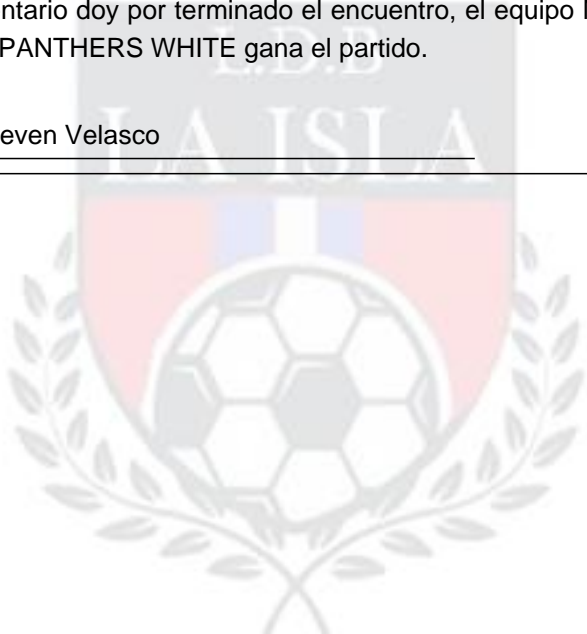 ntario doy por terminado el encuentro, el equipo
PANTHERS WHITE gana el partido.
L.D.B
even Velasco
LA ISLA